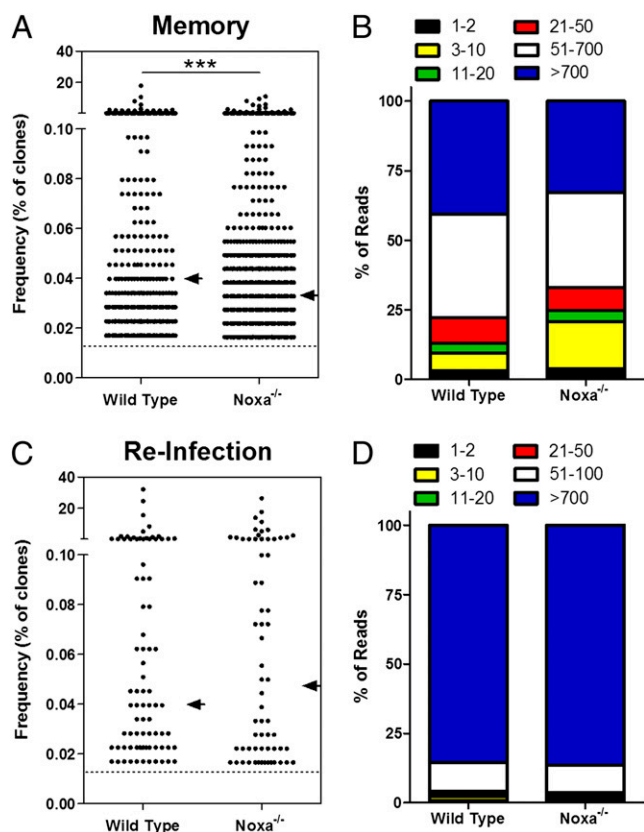 A Memory
***
Frequency (% of clones)
40
20
0.10
0.08
0.06
0.04
0.02
0.00
Wild Type Noxa-/-
B
1-2 21-50
3-10 51-700
11-20 >700
% of Reads
100
75
50
25
0
Wild Type Noxa-/-
C Re-Infection
Frequency (% of clones)
40
20
0.10
0.08
0.06
0.04
0.02
0.00
Wild Type Noxa-/-
D
1-2 21-50
3-10 51-100
11-20 >700
% of Reads
100
75
50
25
0
Wild Type Noxa-/-